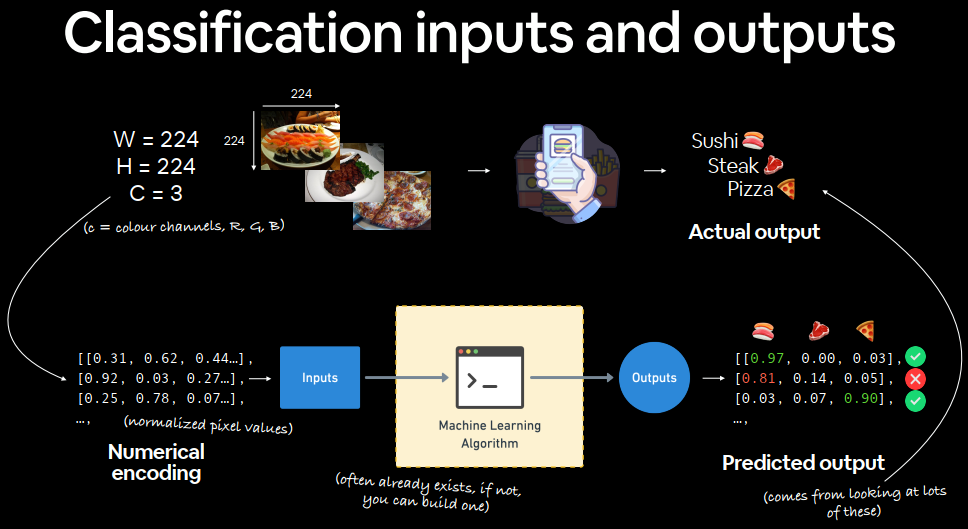 Classification inputs and outputs
224
224
W = 224
H = 224
C = 3
(c = colour channels, R, G, B)
Sushi
Steak
Pizza
Actual output
[[0.31, 0.62, 0.44…],
[0.92, 0.03, 0.27…],
[0.25, 0.78, 0.07…],
…,
(normalized pixel values)
Numerical
encoding
Inputs
Machine Learning
Algorithm
(often already exists, if not,
you can build one)
Outputs
[[0.97, 0.00, 0.03],
[0.81, 0.14, 0.05],
[0.03, 0.07, 0.90],
…,
Predicted output
(comes from looking at lots
of these)